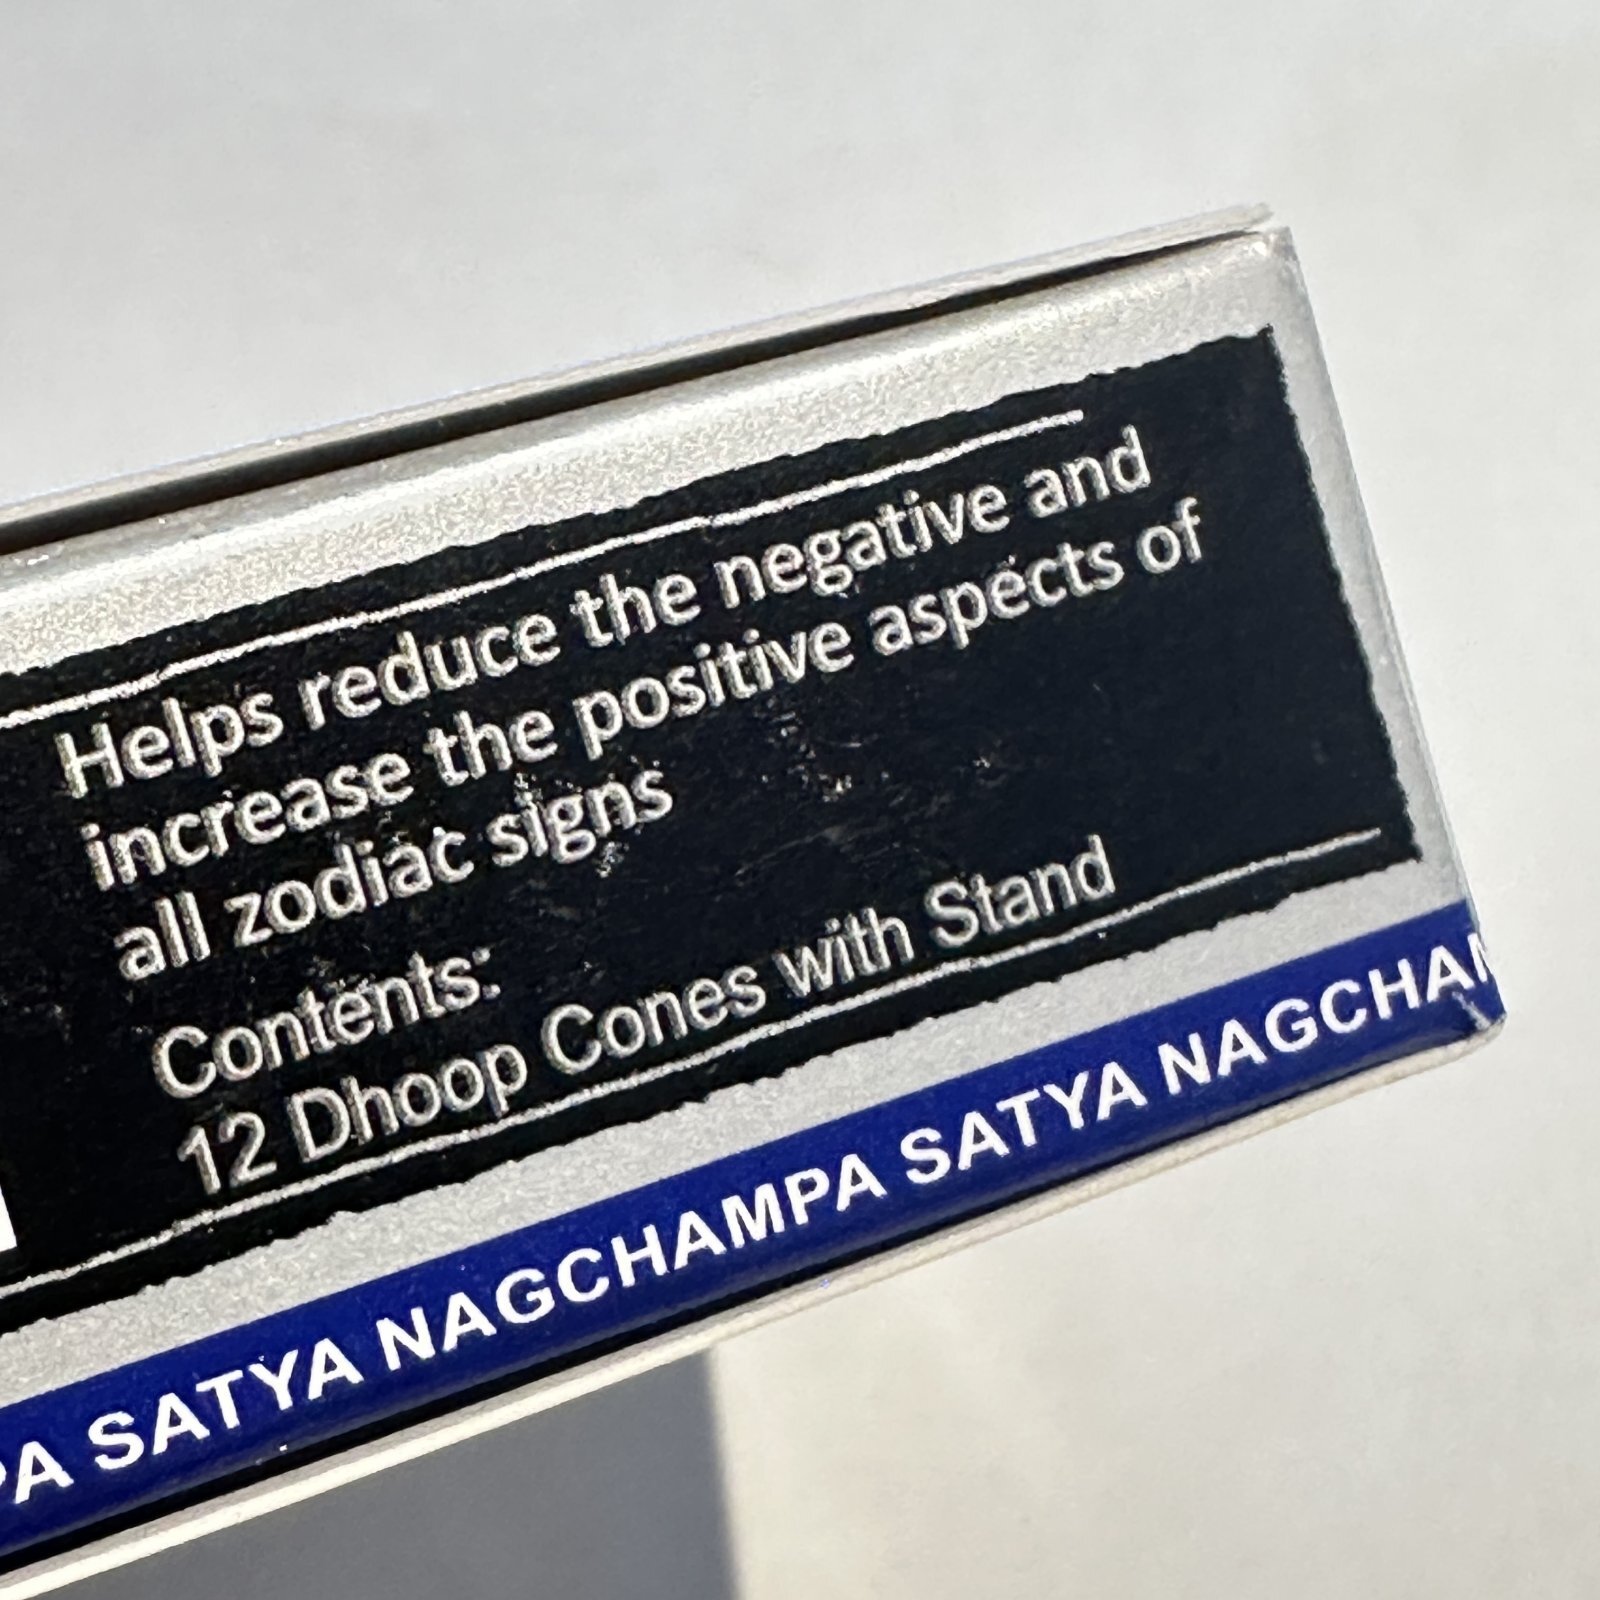 Helps reduce the negative and
increase the positive aspects of
all zodiac signs
Contents:
12 Dhoop Cones with Stand
PA SATYA NAGCHAMPA SATYA NAGCHAM